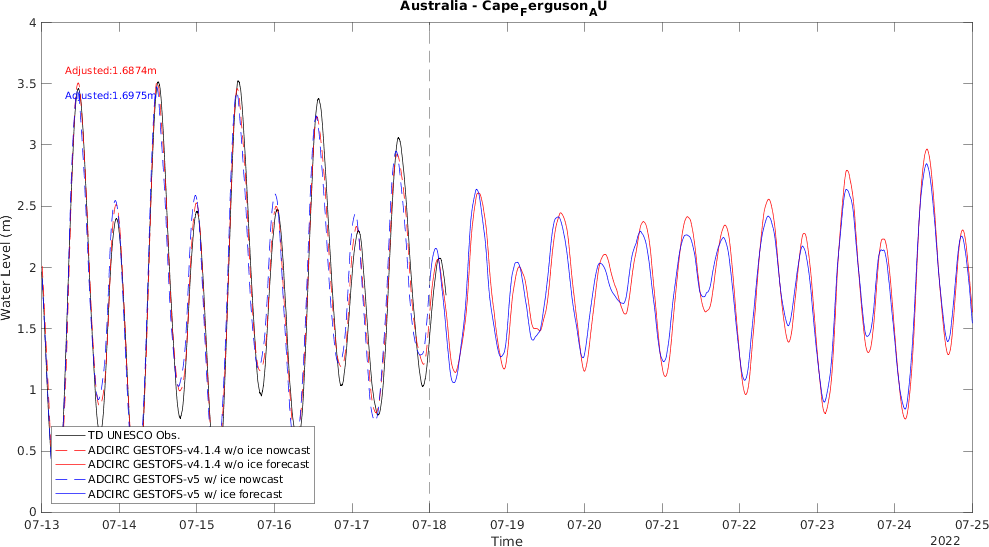 Australia - Cape_Ferguson_AU
4
3.5
3
2.5
2
1.5
1
0.5
0
Water Level (m)
Adjusted:1.6874m
Adjusted:1.6975m
TD UNESCO Obs.
ADCIRC GESTOFS-v4.1.4 w/o ice nowcast
ADCIRC GESTOFS-v4.1.4 w/o ice forecast
ADCIRC GESTOFS-v5 w/ ice nowcast
ADCIRC GESTOFS-v5 w/ ice forecast
07-13 07-14 07-15 07-16 07-17 07-18 07-19 07-20 07-21 07-22 07-23 07-24 07-25
Time
2022